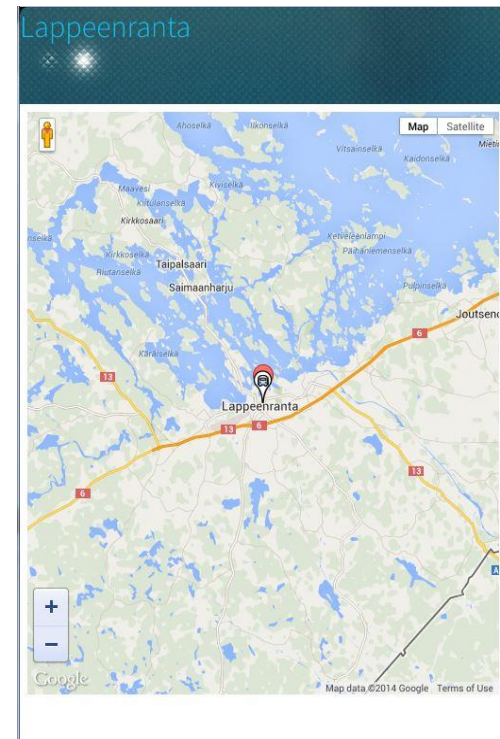 Lappeenranta
Ahoselkä
Ilkonselkä
Map Satellite
Vitsainselkä
Kaidonselkä
Maavesi
Kiviselkä
Kirkkosaari
Ketveleenlampi
Kirkkoselkä
Taipalsaari
Päihäniemenselkä
Riutanselkä
Saimaanharju
Pulpinselkä
Joutseno
6
13
Lappeenranta
13
6
13
6
A
+
−
Google
Map data ©2014 Google Terms of Use